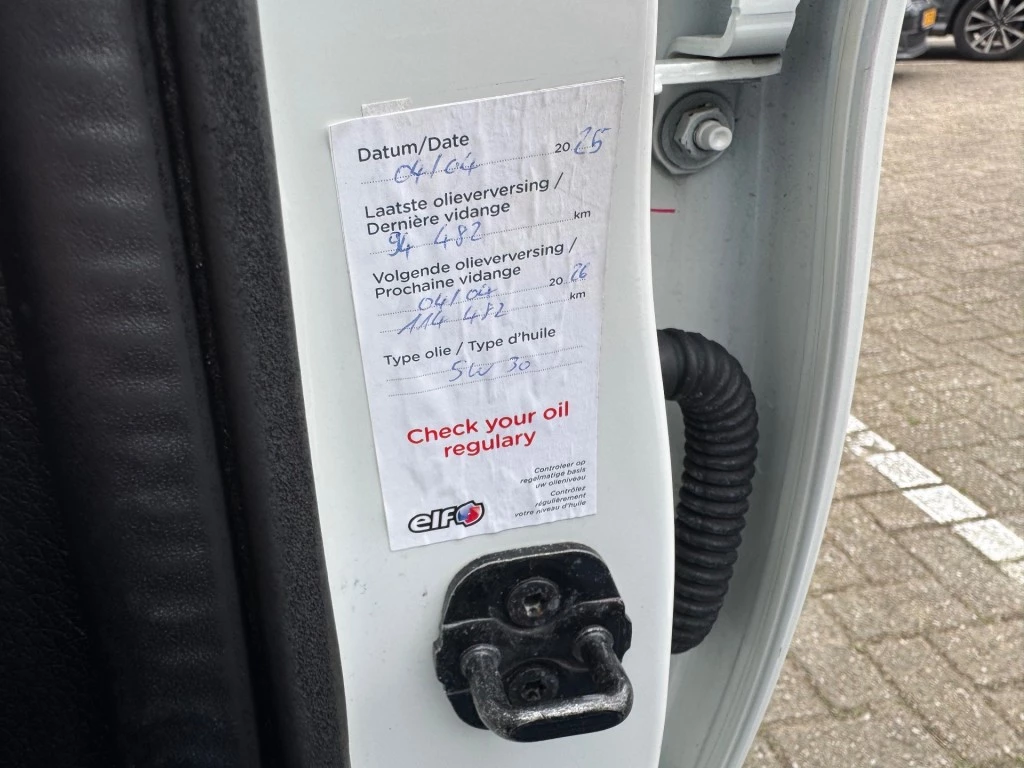 Datum/Date
04/04 20 25
Laatste olieverversing /
Dernière vidange
94 482 km
Volgende olieverversing /
Prochaine vidange
04/04 20 26
114 482 km
Type olie / Type d'huile
5W 30
Check your oil
regulary
Controleer op
regelmatige basis
uw olieniveau
Contrôlez
régulièrement
votre niveau d'huile
elf